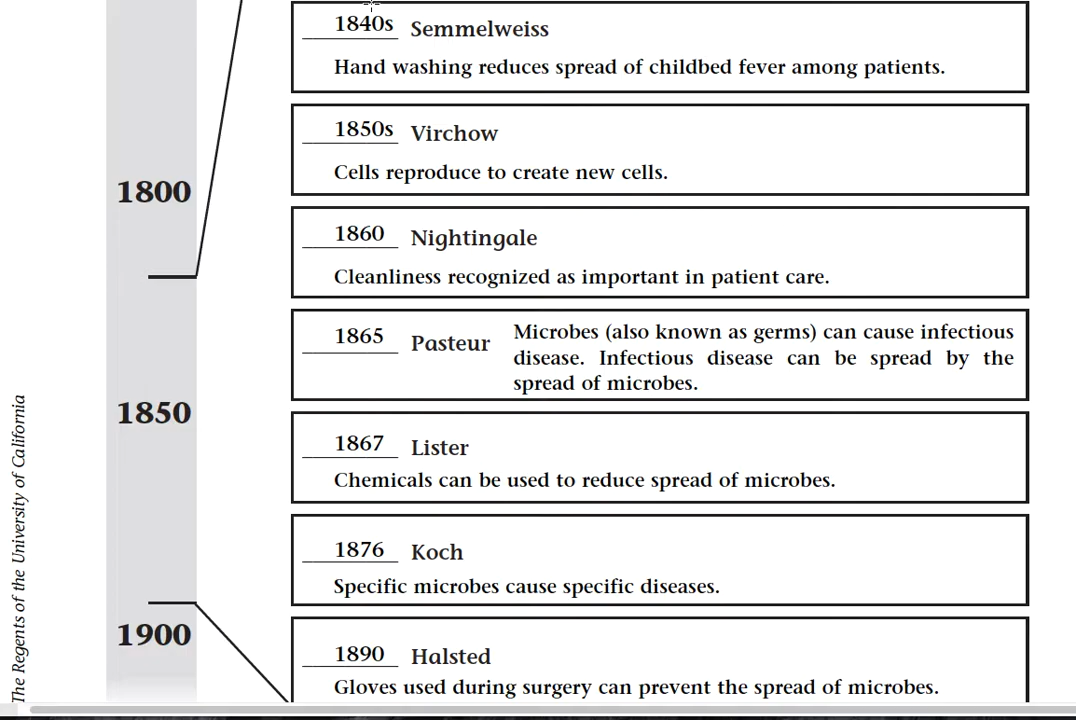 1840s Semmelweiss
Hand washing reduces spread of childbed fever among patients.
1850s Virchow
Cells reproduce to create new cells.
1800
1860 Nightingale
Cleanliness recognized as important in patient care.
1865 Pasteur
Microbes (also known as germs) can cause infectious
disease. Infectious disease can be spread by the
spread of microbes.
1850
1867 Lister
Chemicals can be used to reduce spread of microbes.
1876 Koch
Specific microbes cause specific diseases.
1900
1890 Halsted
Gloves used during surgery can prevent the spread of microbes.
The Regents of the University of California